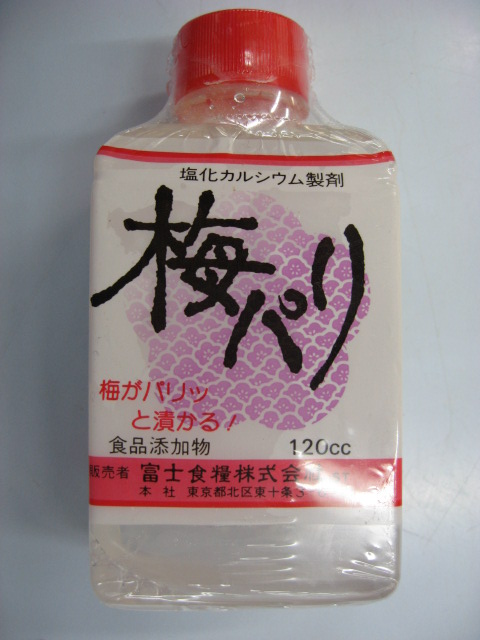 塩化カルシウム製剤
梅パリ
梅がパリッ
と漬かる!
食品添加物 120cc
販売者 富士食糧株式会
本社 東京都北区東十条3